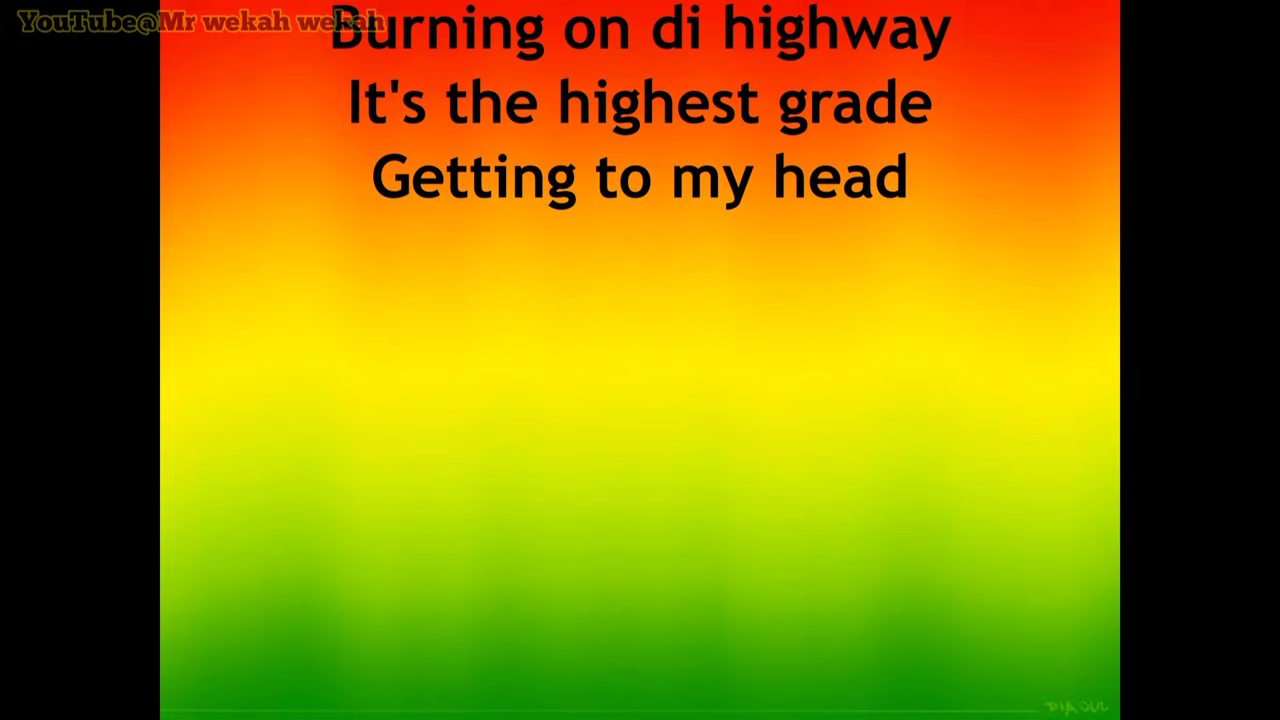 YouTube@Mr wekah wekah
Burning on di highway
It's the highest grade
Getting to my head